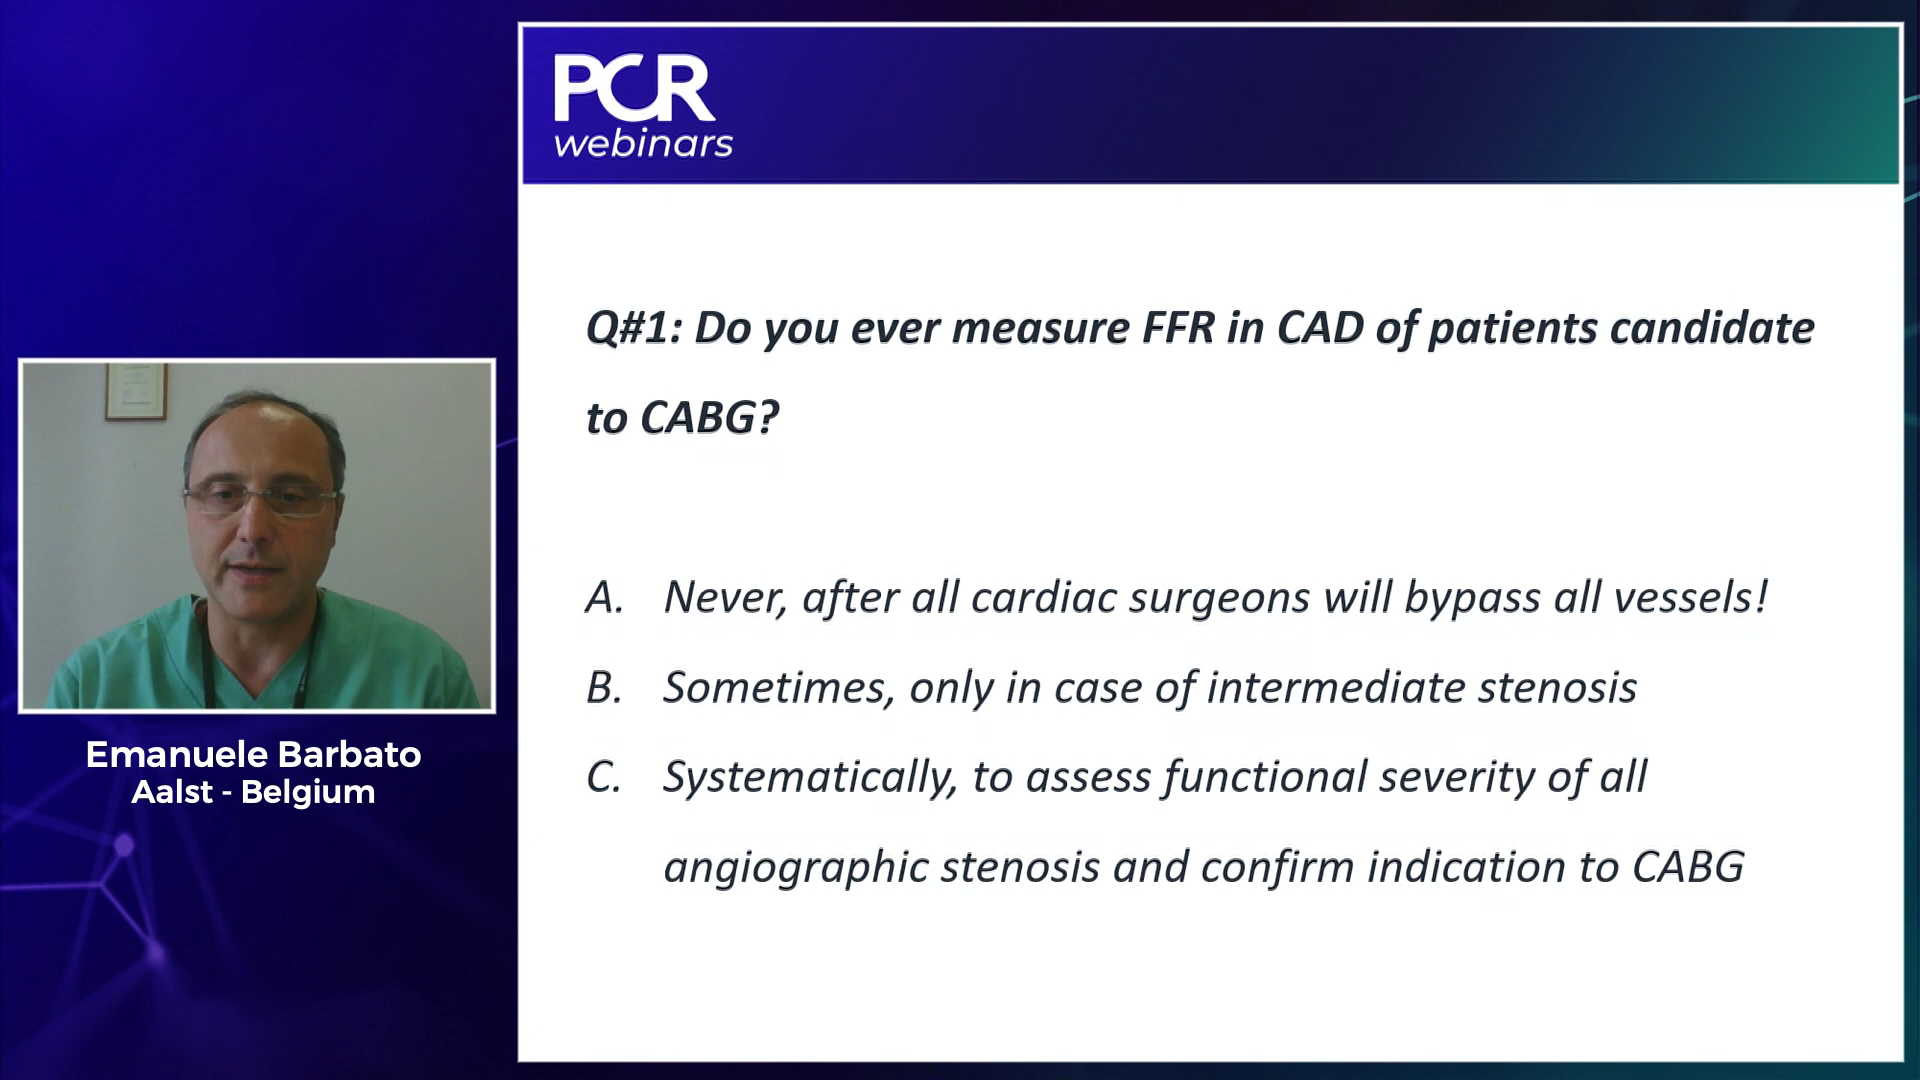 PCR
webinars
Q#1: Do you ever measure FFR in CAD of patients candidate
to CABG?
A. Never, after all cardiac surgeons will bypass all vessels!
B. Sometimes, only in case of intermediate stenosis
C. Systematically, to assess functional severity of all
angiographic stenosis and confirm indication to CABG
Emanuele Barbato
Aalst - Belgium